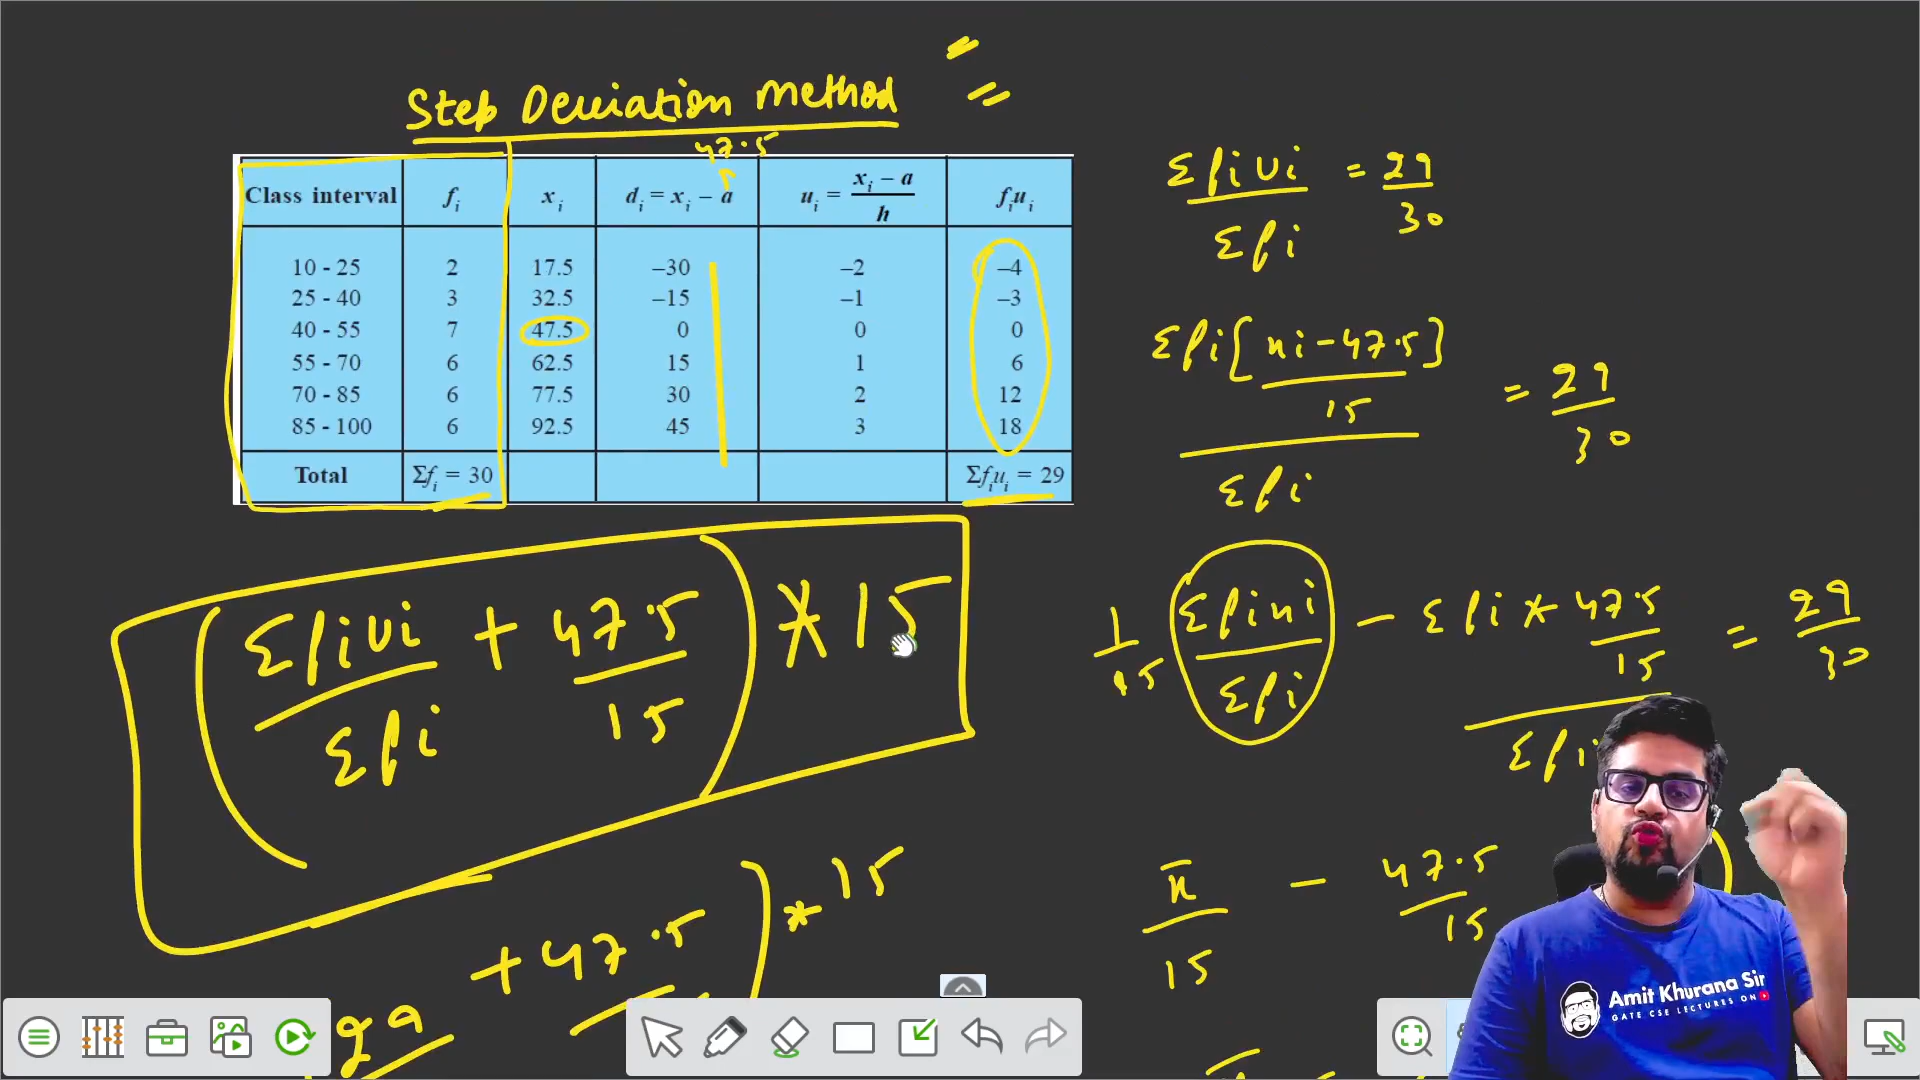 Step Deviation Method
47.5
Class interval fi xi di = xi – a ui = (xi – a)/h fiui
10 - 25 2 17.5 –30 –2 –4
25 - 40 3 32.5 –15 –1 –3
40 - 55 7 47.5 0 0 0
55 - 70 6 62.5 15 1 6
70 - 85 6 77.5 30 2 12
85 - 100 6 92.5 45 3 18
Total Σfi = 30 Σfiui = 29
Σfiui = 29
Σfi 30
Σfi[xi – 47.5] = 29
15 30
Σfi
(Σfiui + 47.5) * 15
Σfi 15
1 Σfixi – Σfi * 47.5 = 29
15 Σfi 15 30
Σfi
x̄ – 47.5
15 15
29 + 47.5) * 15
Amit Khurana Sir
GATE CSE LECTURES ON